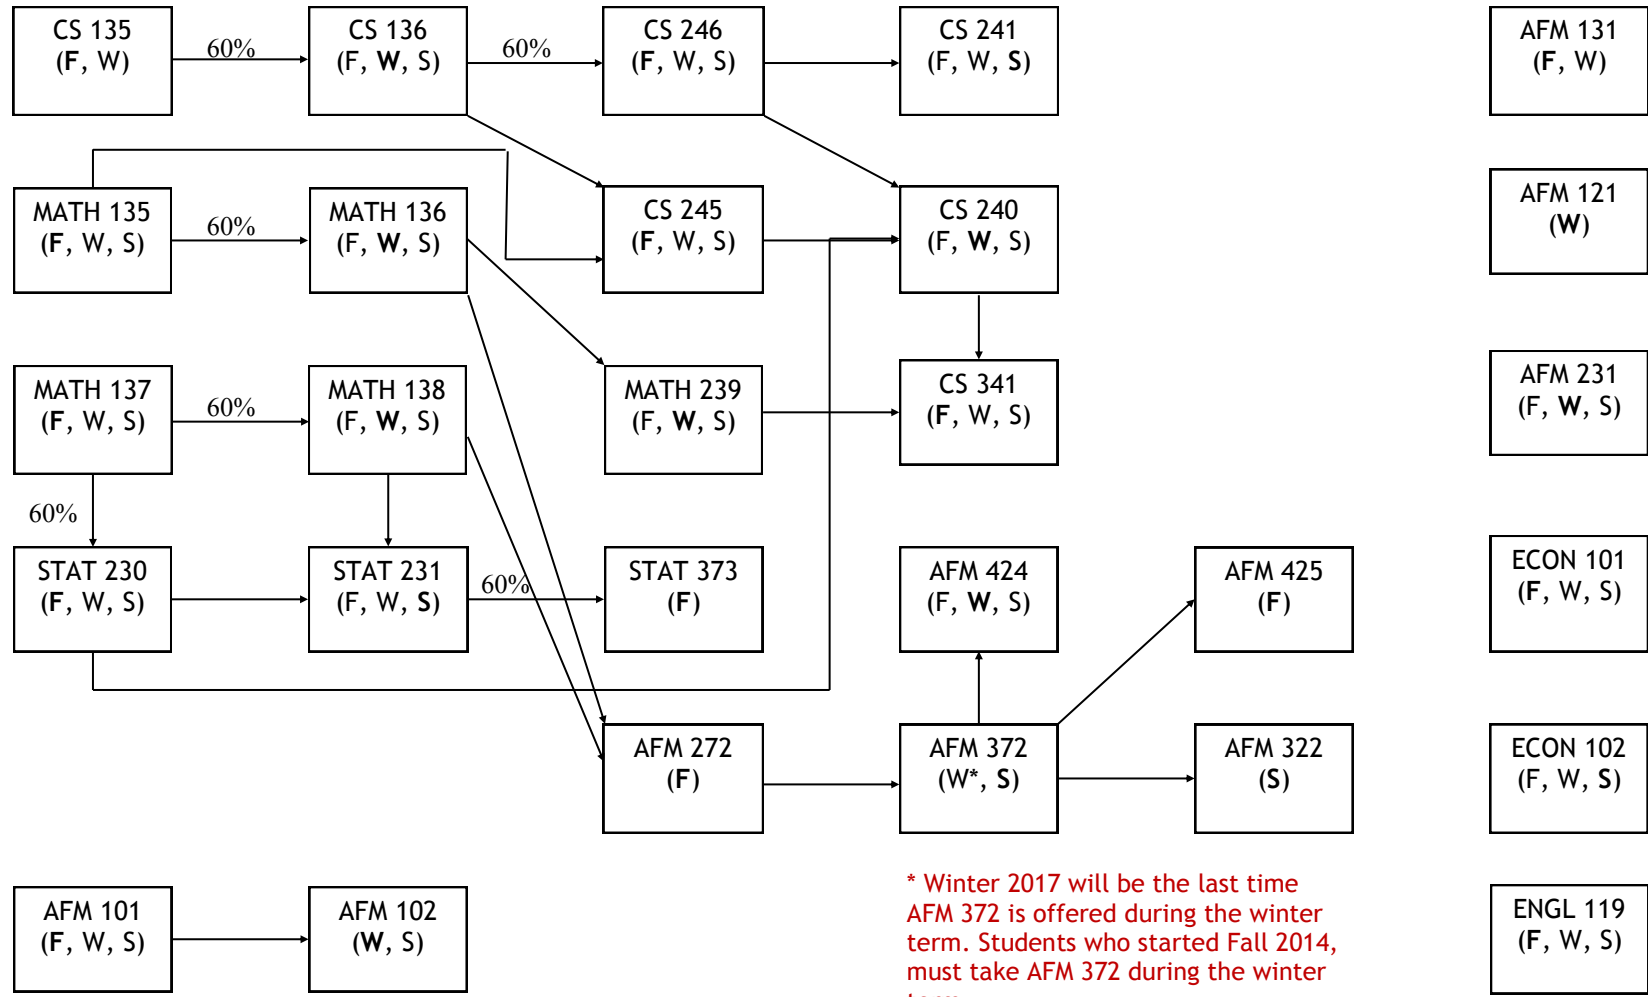 CS 135
(F, W)
60%
CS 136
(F, W, S)
60%
CS 246
(F, W, S)
CS 241
(F, W, S)
AFM 131
(F, W)
MATH 135
(F, W, S)
60%
MATH 136
(F, W, S)
CS 245
(F, W, S)
CS 240
(F, W, S)
AFM 121
(W)
MATH 137
(F, W, S)
60%
MATH 138
(F, W, S)
MATH 239
(F, W, S)
CS 341
(F, W, S)
AFM 231
(F, W, S)
60%
STAT 230
(F, W, S)
STAT 231
(F, W, S)
60%
STAT 373
(F)
AFM 424
(F, W, S)
AFM 425
(F)
ECON 101
(F, W, S)
AFM 272
(F)
AFM 372
(W*, S)
AFM 322
(S)
ECON 102
(F, W, S)
AFM 101
(F, W, S)
AFM 102
(W, S)
* Winter 2017 will be the last time
AFM 372 is offered during the winter
term. Students who started Fall 2014,
must take AFM 372 during the winter
ENGL 119
(F, W, S)